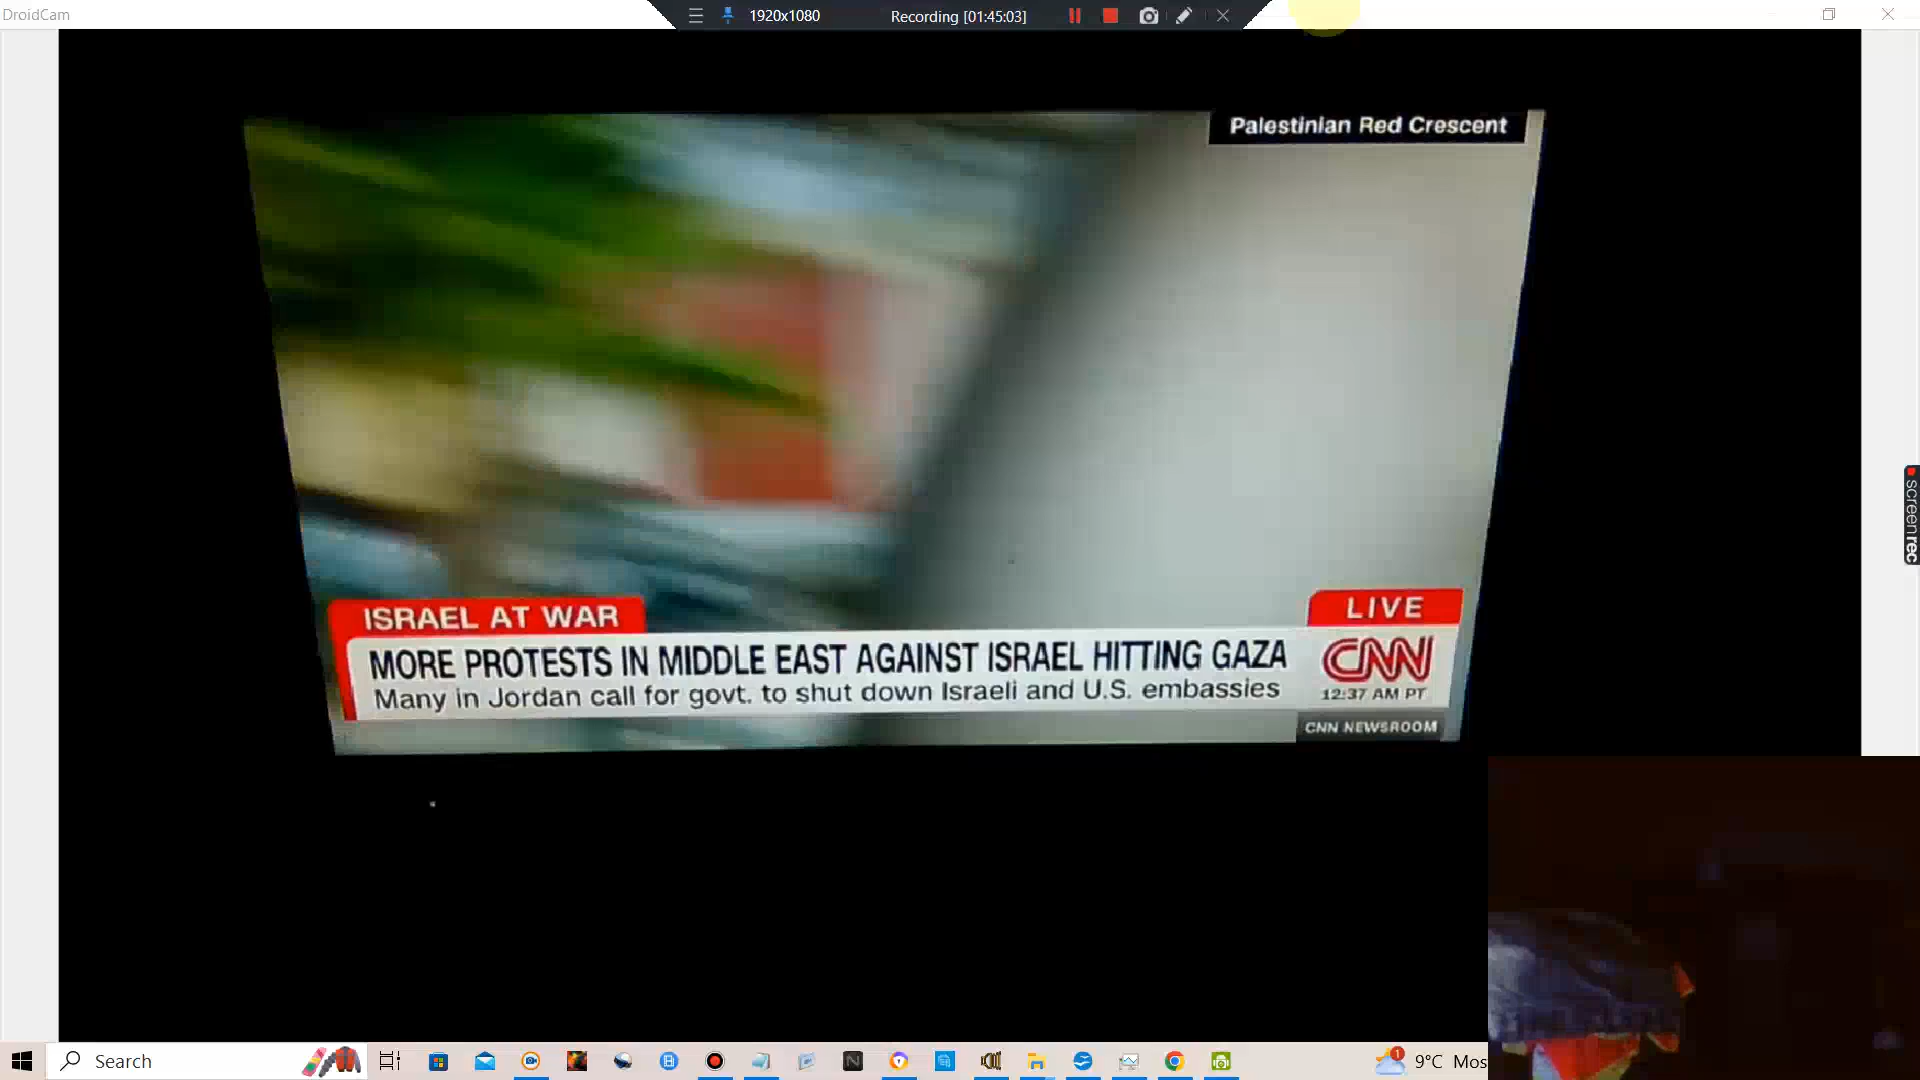 DroidCam
1920x1080
Recording [01:45:03]
Palestinian Red Crescent
screenrec
ISRAEL AT WAR
LIVE
MORE PROTESTS IN MIDDLE EAST AGAINST ISRAEL HITTING GAZA
CNN
Many in Jordan call for govt. to shut down Israeli and U.S. embassies
12:37 AM PT
CNN NEWSROOM
Search
1
9°C Mos